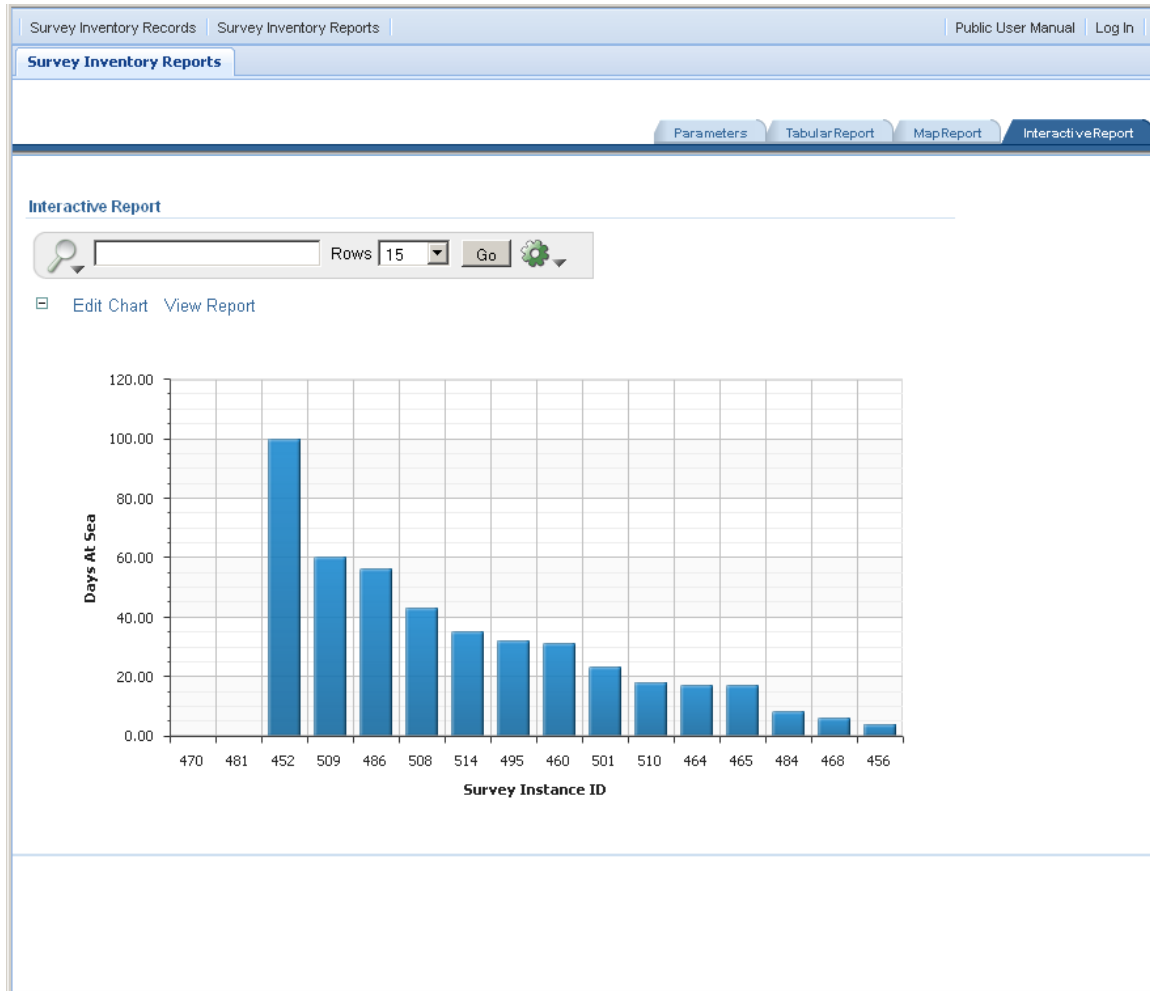 Survey Inventory Records Survey Inventory Reports Public User Manual Log In
Survey Inventory Reports
Parameters TabularReport MapReport InteractiveReport
Interactive Report
Rows 15 Go
Edit Chart View Report
120.00
100.00
80.00
60.00
40.00
20.00
0.00
Days At Sea
470 481 452 509 486 508 514 495 460 501 510 464 465 484 468 456
Survey Instance ID